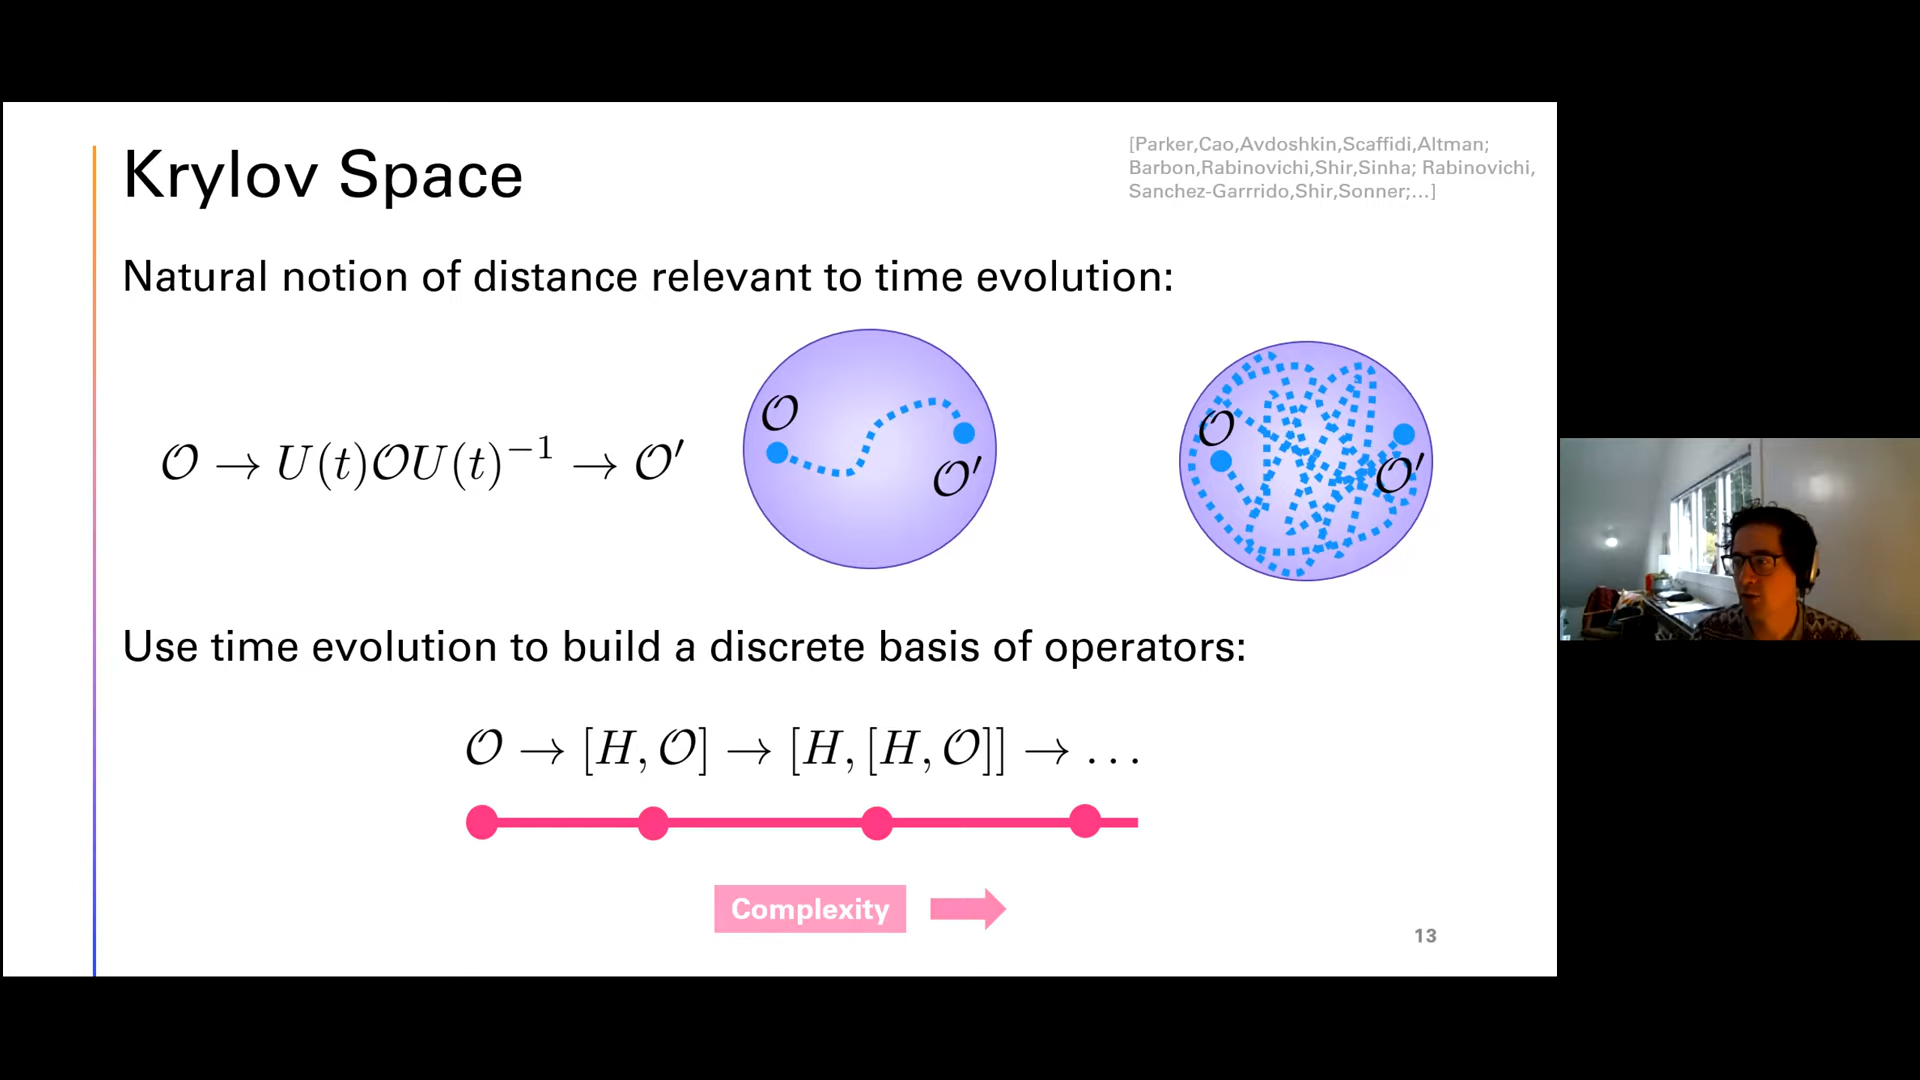 Krylov Space
[Parker,Cao,Avdoshkin,Scaffidi,Altman;
Barbon,Rabinovichi,Shir,Sinha; Rabinovichi,
Sanchez-Garrrido,Shir,Sonner;...]
Natural notion of distance relevant to time evolution:
𝒪 → U(t)𝒪U(t)⁻¹ → 𝒪′
𝒪
𝒪′
𝒪
𝒪′
Use time evolution to build a discrete basis of operators:
𝒪 → [H, 𝒪] → [H, [H, 𝒪]] → . . .
Complexity
13